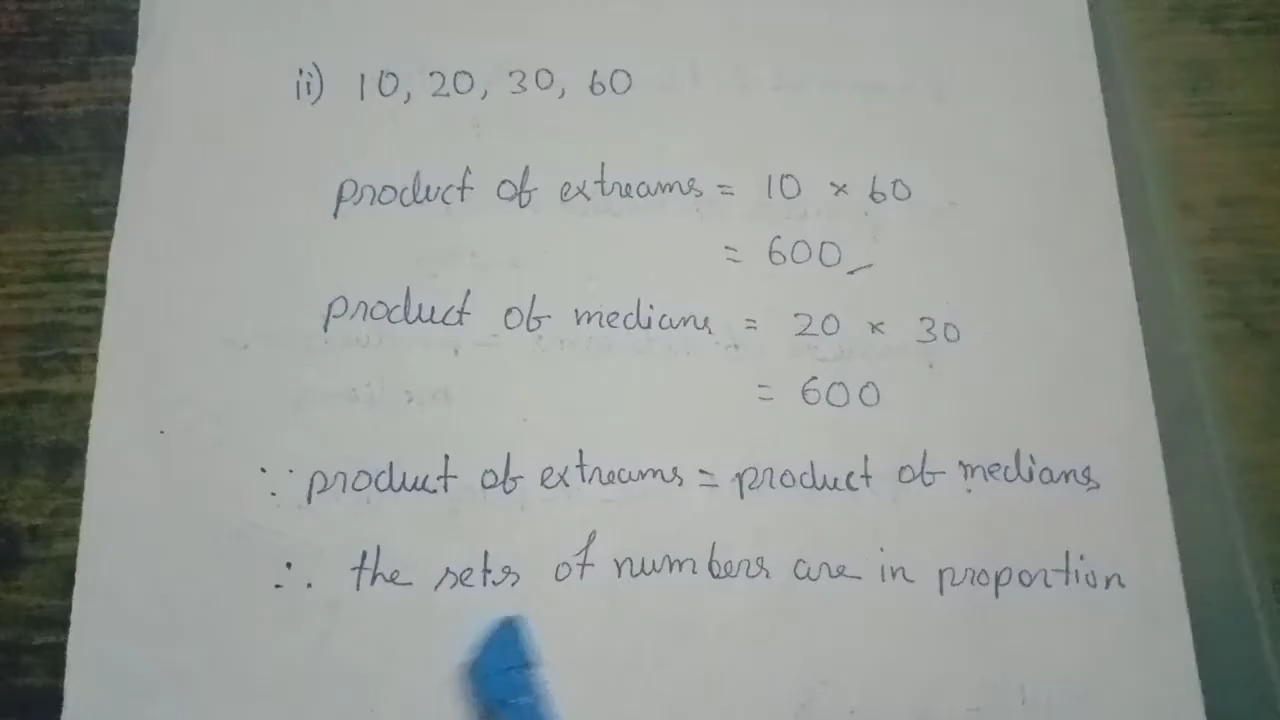 ii) 10, 20, 30, 60
product of extreams = 10 × 60
= 600
product of medians = 20 × 30
= 600
∵ product of extreams = product of medians
∴ the sets of numbers are in proportion